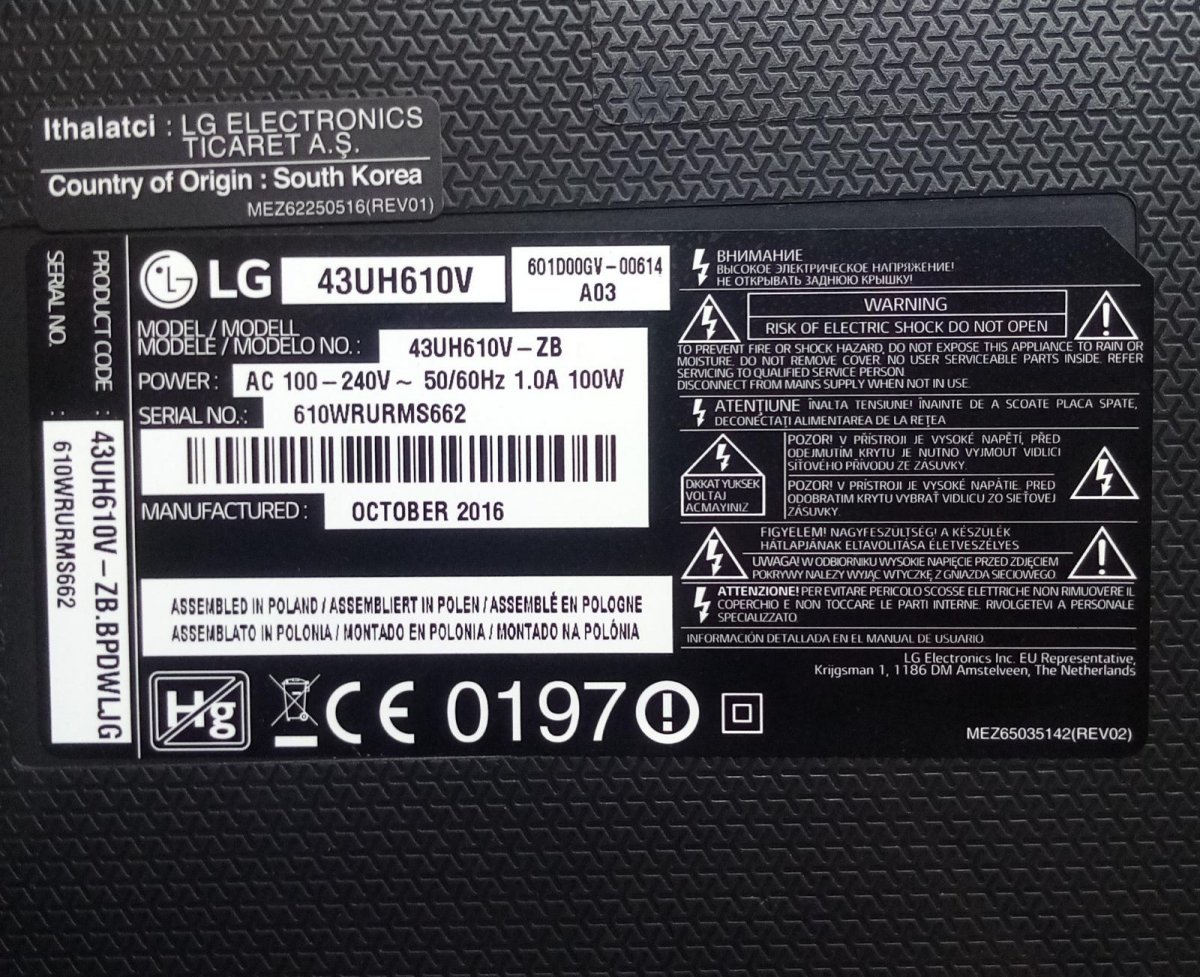 Ithalatci : LG ELECTRONICS
TICARET A.Ş.
Country of Origin : South Korea
MEZ62250516(REV01)
PRODUCT CODE : 43UH610V - ZB.BPDWLJG
SERIAL NO. : 610WRURMS662
LG 43UH610V
601D00GV-00614
A03
MODEL / MODELL
MODÈLE / MODELO NO. : 43UH610V-ZB
POWER : AC 100-240V~ 50/60Hz 1.0A 100W
SERIAL NO. : 610WRURMS662
MANUFACTURED : OCTOBER 2016
ASSEMBLED IN POLAND / ASSEMBLIERT IN POLEN / ASSEMBLÉ EN POLOGNE
ASSEMBLATO IN POLONIA / MONTADO EN POLONIA / MONTADO NA POLÓNIA
Hg
CE 0197
ВНИМАНИЕ
ВЫСОКОЕ ЭЛЕКТРИЧЕСКОЕ НАПРЯЖЕНИЕ!
НЕ ОТКРЫВАТЬ ЗАДНЮЮ КРЫШКУ!
WARNING
RISK OF ELECTRIC SHOCK DO NOT OPEN
TO PREVENT FIRE OR SHOCK HAZARD, DO NOT EXPOSE THIS APPLIANCE TO RAIN OR
MOISTURE. DO NOT REMOVE COVER. NO USER SERVICEABLE PARTS INSIDE. REFER
SERVICING TO QUALIFIED SERVICE PERSON.
DISCONNECT FROM MAINS SUPPLY WHEN NOT IN USE.
ATENŢIUNE ÎNALTA TENSIUNE! ÎNAINTE DE A SCOATE PLACA SPATE,
DECONECTAŢI ALIMENTAREA DE LA REŢEA
DIKKAT YUKSEK
VOLTAJ
ACMAYINIZ
POZOR! V PŘÍSTROJI JE VYSOKÉ NAPĚTÍ, PŘED
ODEJMUTÍM KRYTU JE NUTNO VYJMOUT VIDLICI
SÍŤOVÉHO PŘÍVODU ZE ZÁSUVKY.
POZOR! V PRÍSTROJI JE VYSOKÉ NAPÄTIE. PRED
ODOBRATIM KRYTU VYBRAŤ VIDLICU ZO SIEŤOVEJ
ZÁSUVKY.
FIGYELEM! NAGYFESZÜLTSÉG! A KÉSZÜLÉK
HÁTLAPJÁNAK ELTAVOLITÁSA ÉLETVESZÉLYES
UWAGA! W ODBIORNIKU WYSOKIE NAPIĘCIE PRZED ZDJĘCIEM
POKRYWY NALEZY WYJĄC WTYCZKĘ Z GNIAZDA SIECIOWEGO.
ATTENZIONE! PER EVITARE PERICOLO SCOSSE ELETTRICHE NON RIMUOVERE IL
COPERCHIO E NON TOCCARE LE PARTI INTERNE. RIVOLGETEVI A PERSONALE
SPECIALIZZATO
INFORMACIÓN DETALLADA EN EL MANUAL DE USUARIO.
LG Electronics Inc. EU Representative,
Krijgsman 1, 1186 DM Amstelveen, The Netherlands
MEZ65035142(REV02)